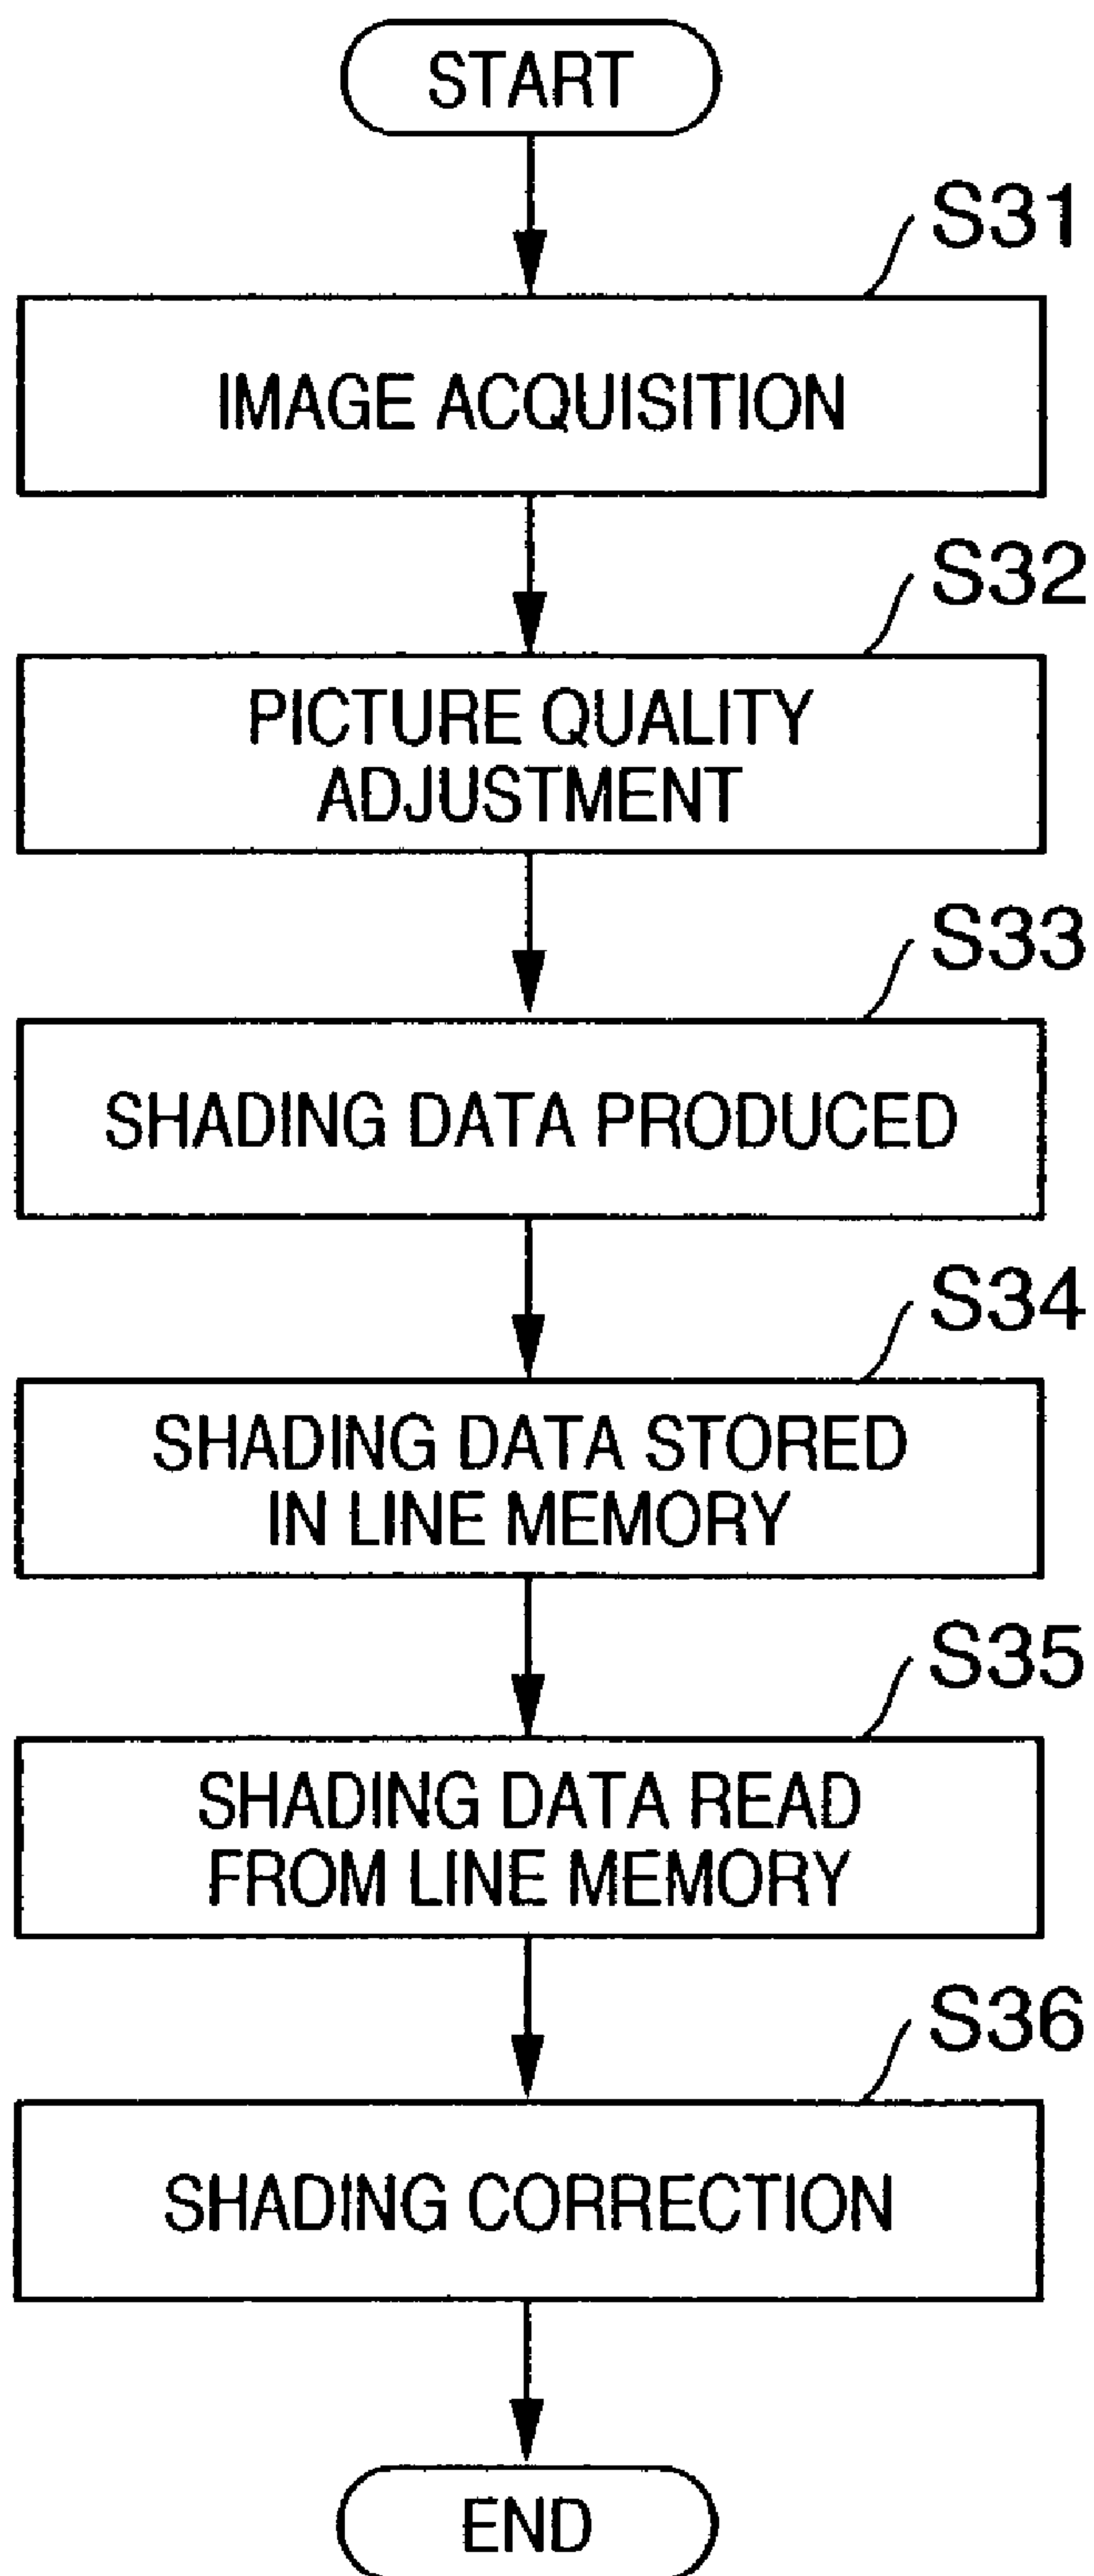 START
S31
IMAGE ACQUISITION
S32
PICTURE QUALITY
ADJUSTMENT
S33
SHADING DATA PRODUCED
S34
SHADING DATA STORED
IN LINE MEMORY
S35
SHADING DATA READ
FROM LINE MEMORY
S36
SHADING CORRECTION
END